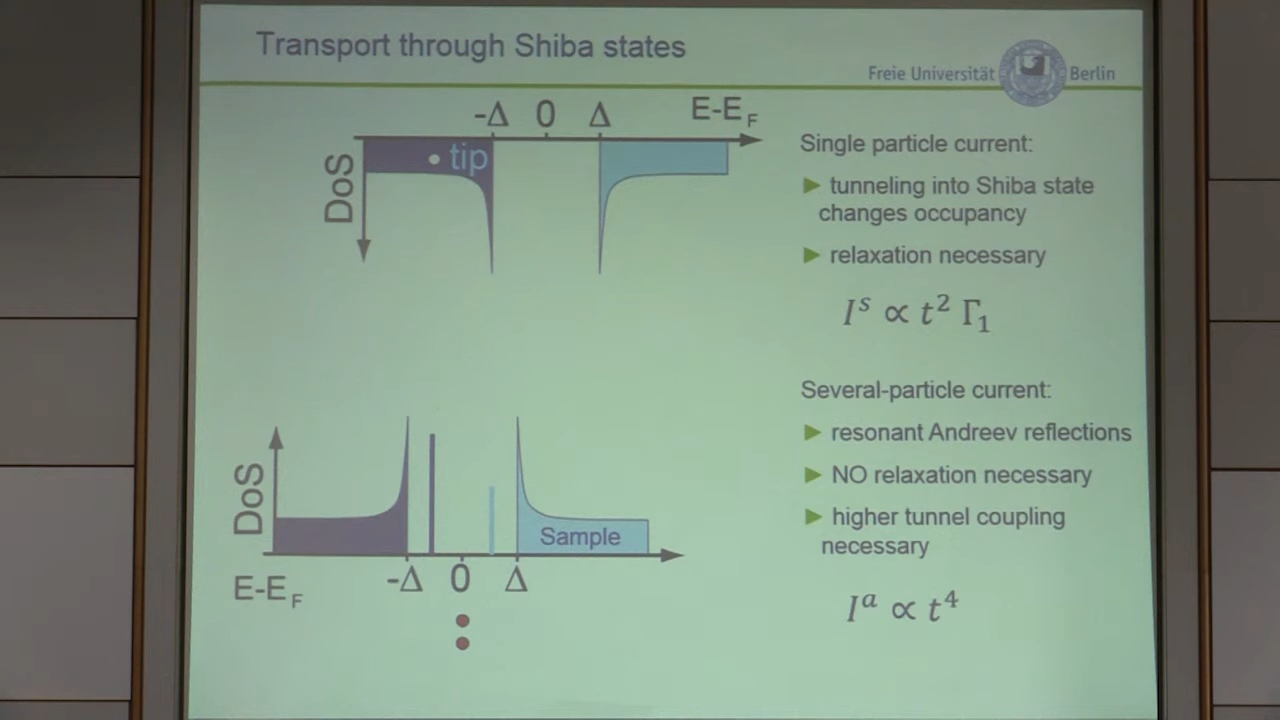 Transport through Shiba states
Freie Universität Berlin
-Δ 0 Δ E-E_F
DoS
tip
Single particle current:
tunneling into Shiba state
changes occupancy
relaxation necessary
I^s ∝ t^2 Γ_1
Several-particle current:
resonant Andreev reflections
NO relaxation necessary
higher tunnel coupling
necessary
I^a ∝ t^4
DoS
Sample
E-E_F
-Δ 0 Δ